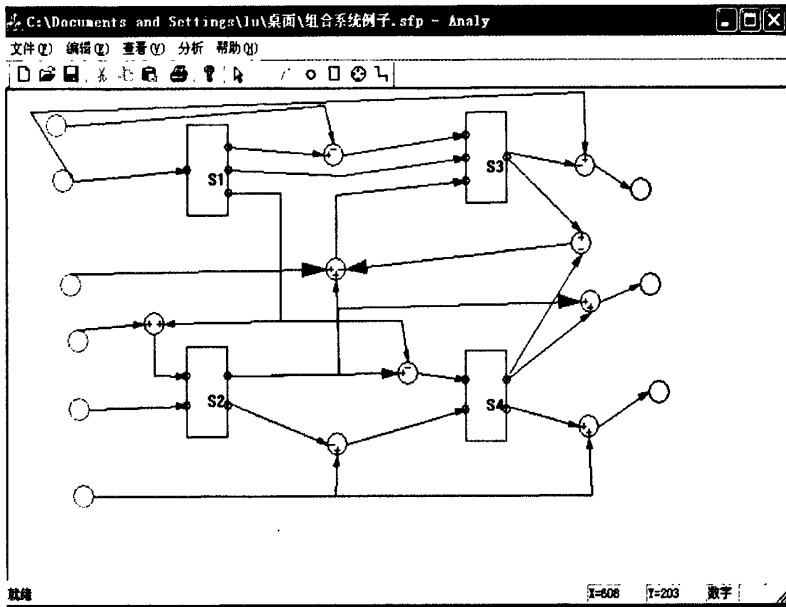 C:\Documents and Settings\lu\桌面\组合系统例子.sfp - Analy
文件(F) 编辑(E) 查看(V) 分析 帮助(H)
S1
S3
S2
S4
就绪
X=608 Y=203 数字